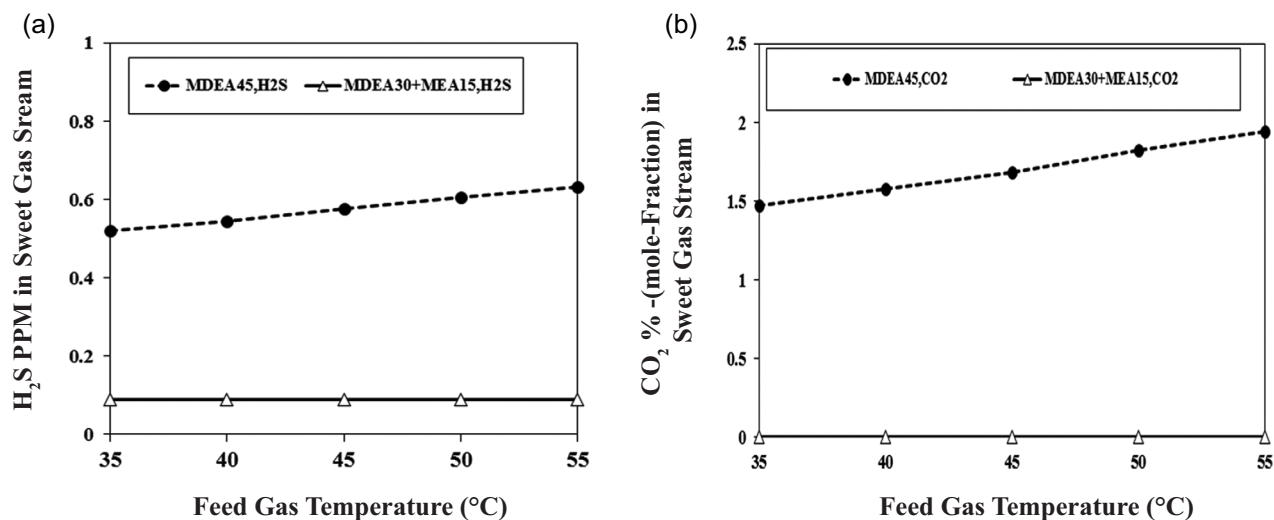 (a)
H₂S PPM in Sweet Gas Sream
1
0.8
0.6
0.4
0.2
0
MDEA45,H2S
MDEA30+MEA15,H2S
35
40
45
50
55
Feed Gas Temperature (°C)
(b)
CO₂ % -(mole-Fraction) in
Sweet Gas Stream
2.5
2
1.5
1
0.5
0
MDEA45,CO2
MDEA30+MEA15,CO2
35
40
45
50
55
Feed Gas Temperature (°C)